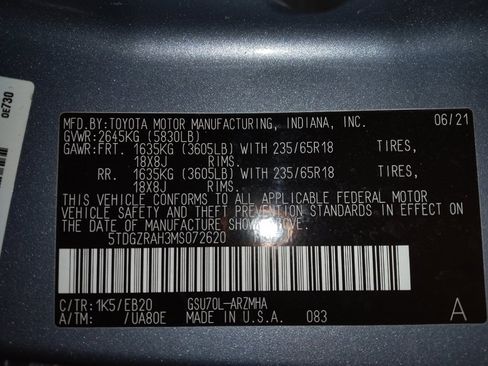 0E730
MFD.BY:TOYOTA MOTOR MANUFACTURING, INDIANA, INC. 06/21
GVWR:2645KG (5830LB)
GAWR:FRT. 1635KG (3605LB) WITH 235/65R18 TIRES,
18X8J RIMS.
RR. 1635KG (3605LB) WITH 235/65R18 TIRES,
18X8J RIMS.
THIS VEHICLE CONFORMS TO ALL APPLICABLE FEDERAL MOTOR
VEHICLE SAFETY AND THEFT PREVENTION STANDARDS IN EFFECT ON
THE DATE OF MANUFACTURE SHOWN ABOVE.
5TDGZRAH3MS072620
C/TR:1K5/EB20 GSU70L-ARZMHA
A/TM: /UA80E MADE IN U.S.A. 083 A